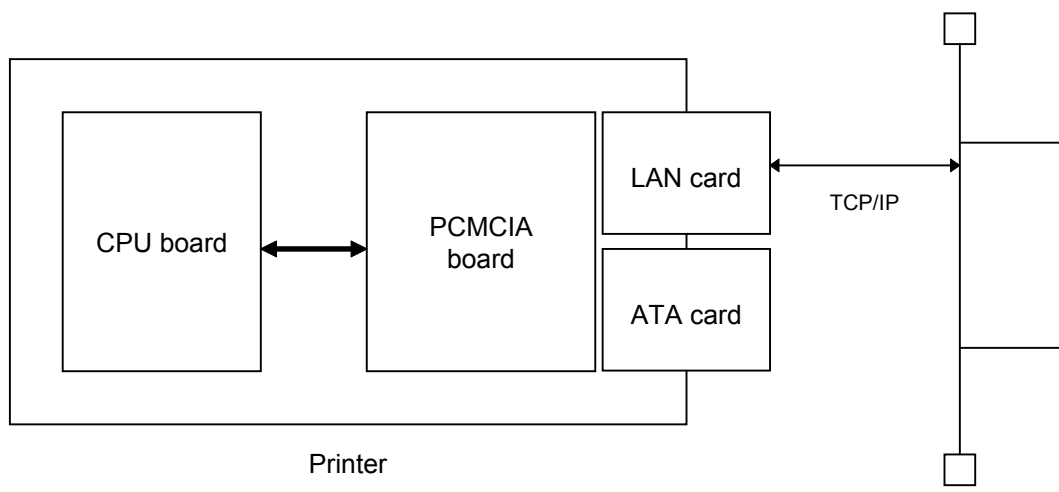 CPU board
PCMCIA
board
LAN card
ATA card
TCP/IP
Printer